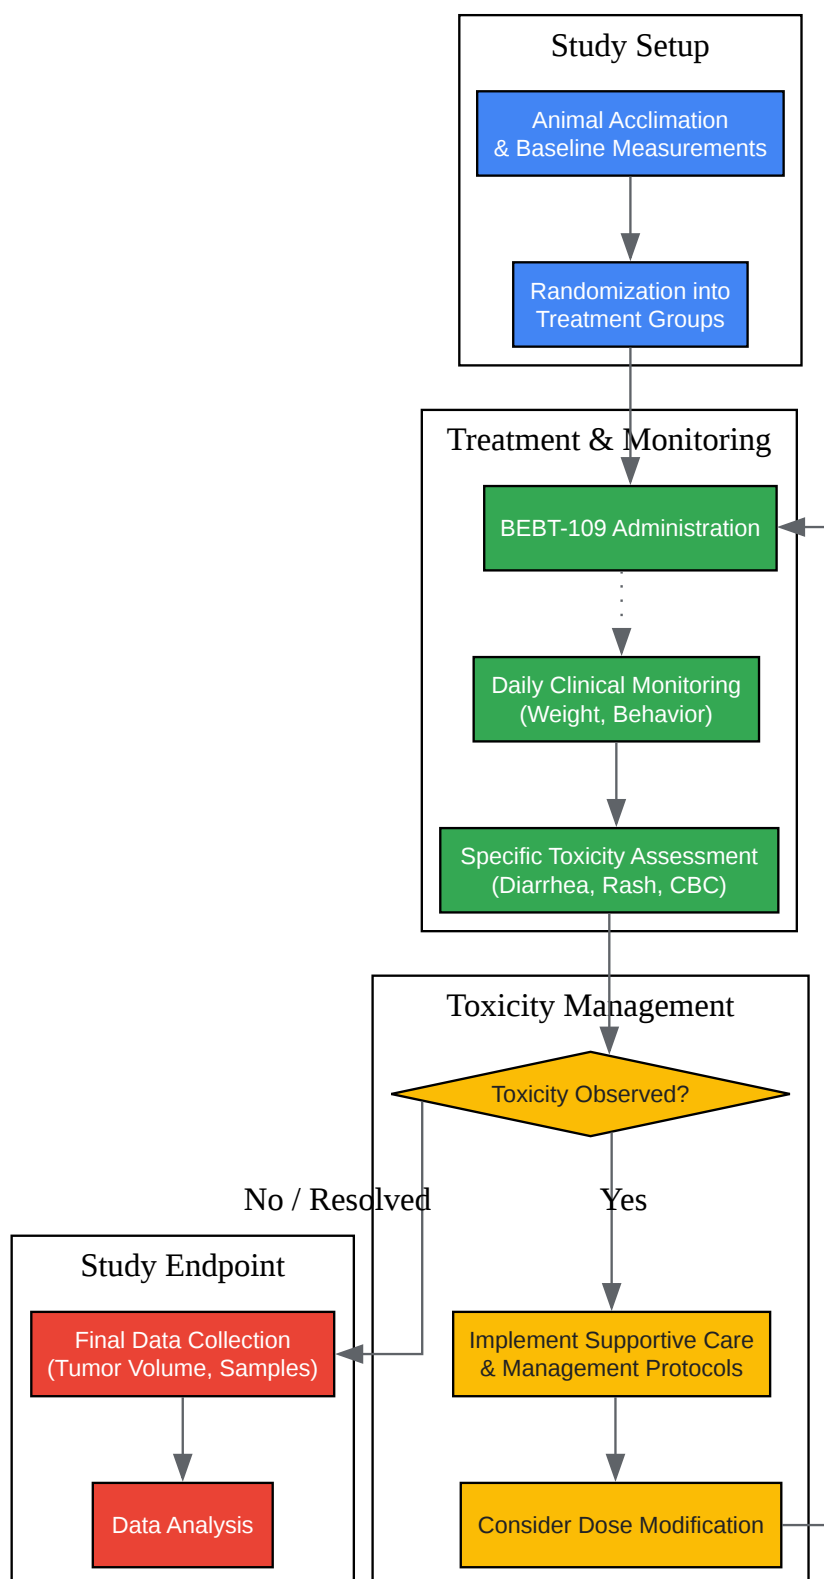 Study Setup
Animal Acclimation
& Baseline Measurements
Randomization into
Treatment Groups
Treatment & Monitoring
BEBT-109 Administration
Daily Clinical Monitoring
(Weight, Behavior)
Specific Toxicity Assessment
(Diarrhea, Rash, CBC)
Toxicity Management
Toxicity Observed?
No / Resolved
Yes
Study Endpoint
Final Data Collection
(Tumor Volume, Samples)
Implement Supportive Care
& Management Protocols
Data Analysis
Consider Dose Modification